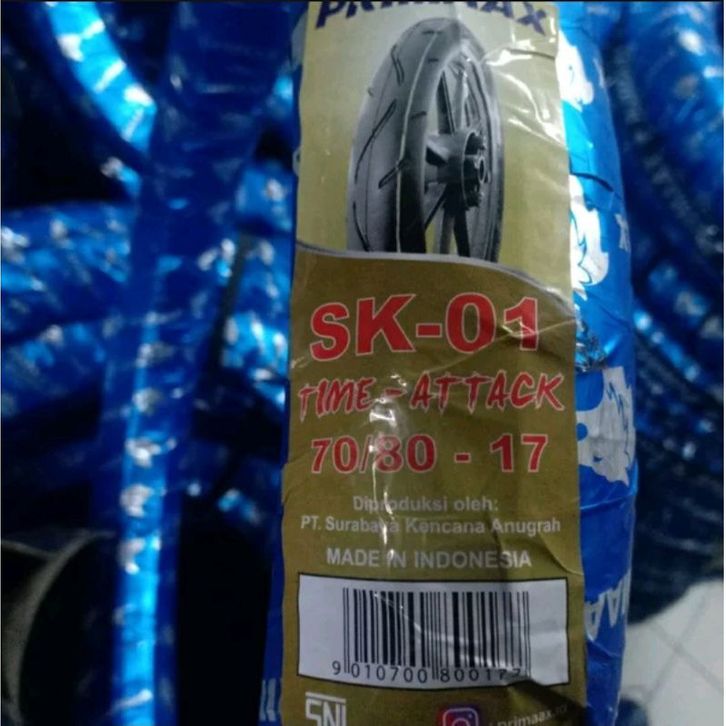 PRIMAAX
SK-01
TIME - ATTACK
70/80 - 17
Diproduksi oleh:
PT. Surabaya Kencana Anugrah
MADE IN INDONESIA
9 010700 800177
SNI